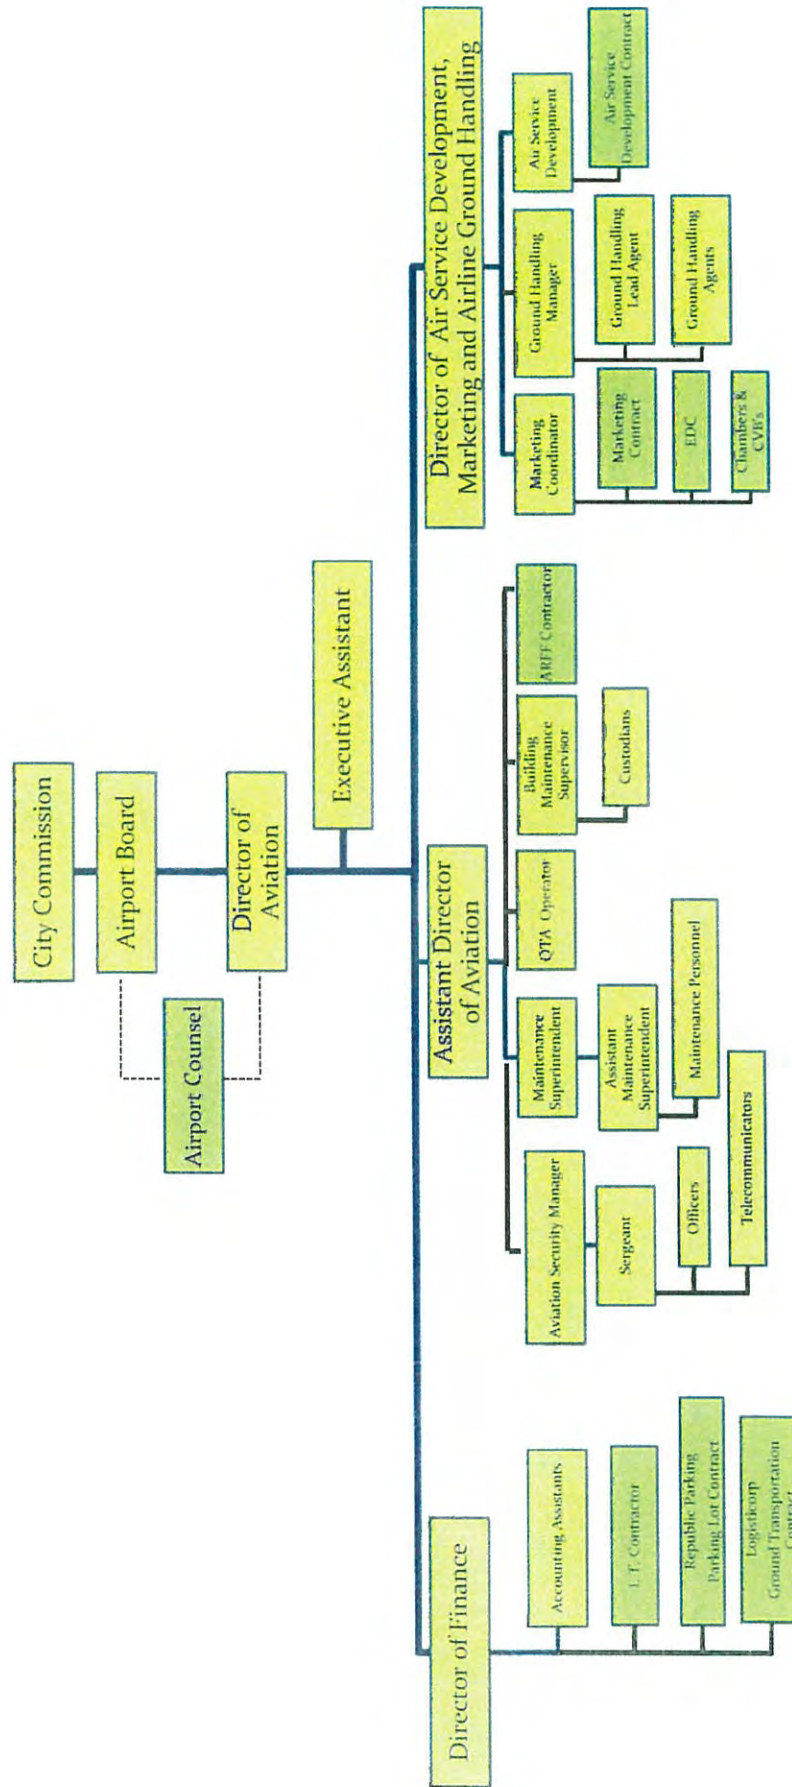 City Commission
Airport Board
Airport Counsel
Director of
Aviation
Executive Assistant
Director of Finance
Accounting Assistants
I. T. Contractor
Republic Parking
Parking Lot Contract
Logisticorp
Ground Transportation
Contract
Assistant Director
of Aviation
Aviation Security Manager
Sergeant
Officers
Telecommunicators
Maintenance
Superintendent
Assistant
Maintenance
Superintendent
Maintenance Personnel
QTA Operator
Building
Maintenance
Supervisor
Custodians
ARFF Contractor
Director of Air Service Development,
Marketing and Airline Ground Handling
Marketing
Coordinator
Marketing
Contract
EDC
Chambers &
CVB's
Ground Handling
Manager
Ground Handling
Lead Agent
Ground Handling
Agents
Air Service
Development
Air Service
Development Contract